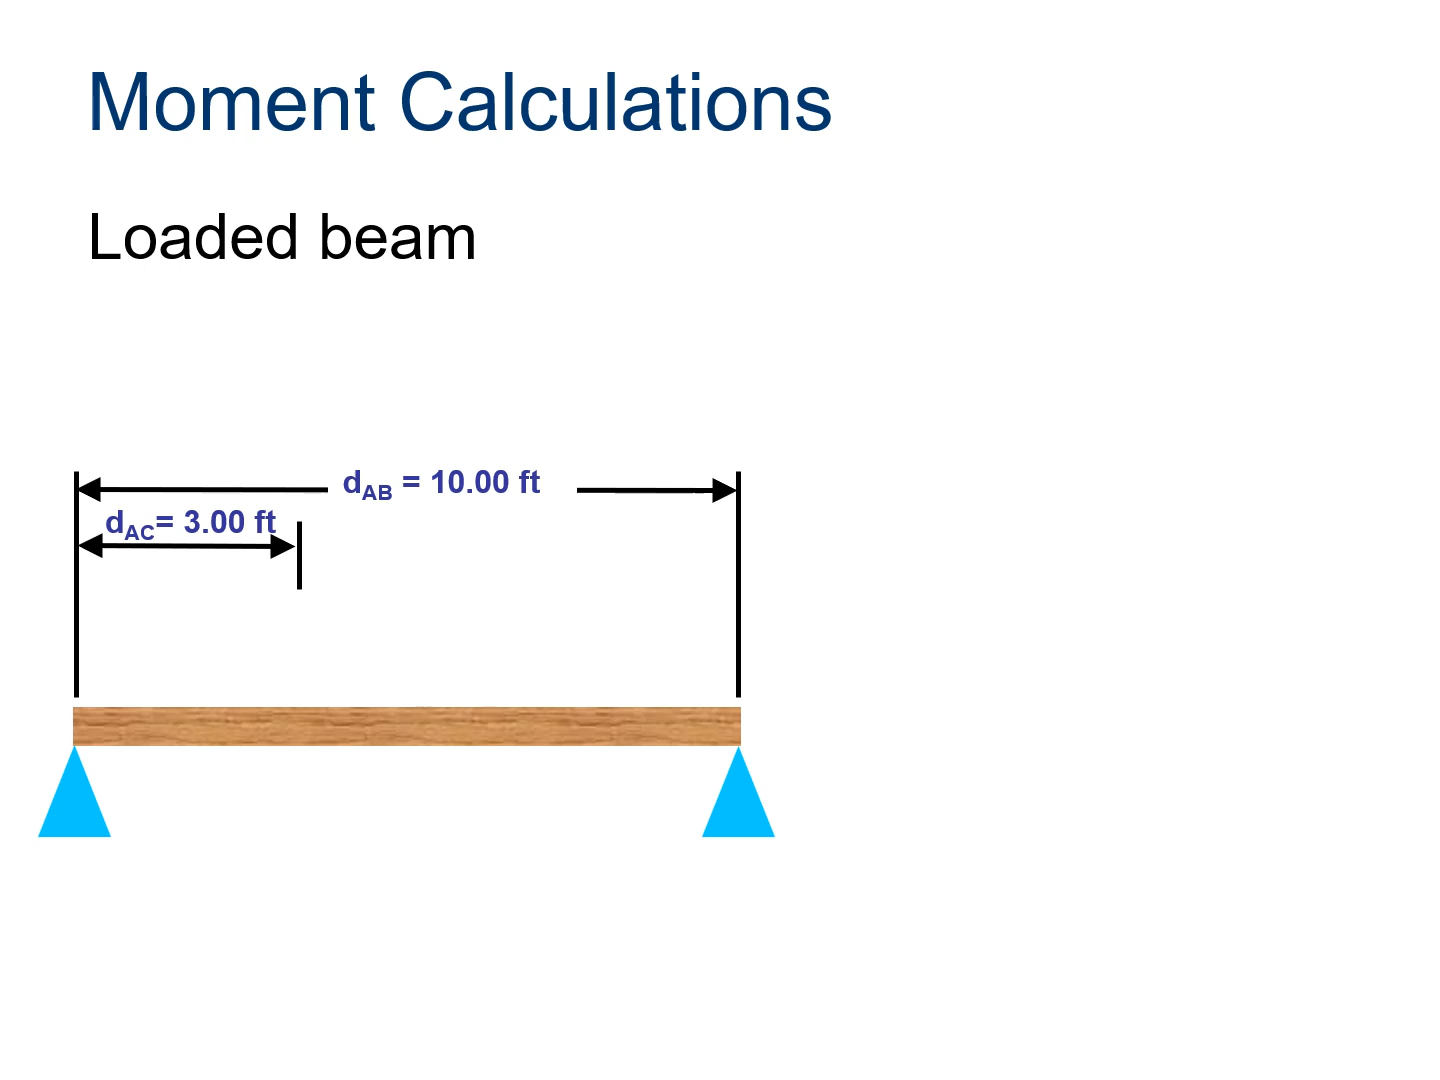 Moment Calculations
Loaded beam
dAB = 10.00 ft
dAC= 3.00 ft